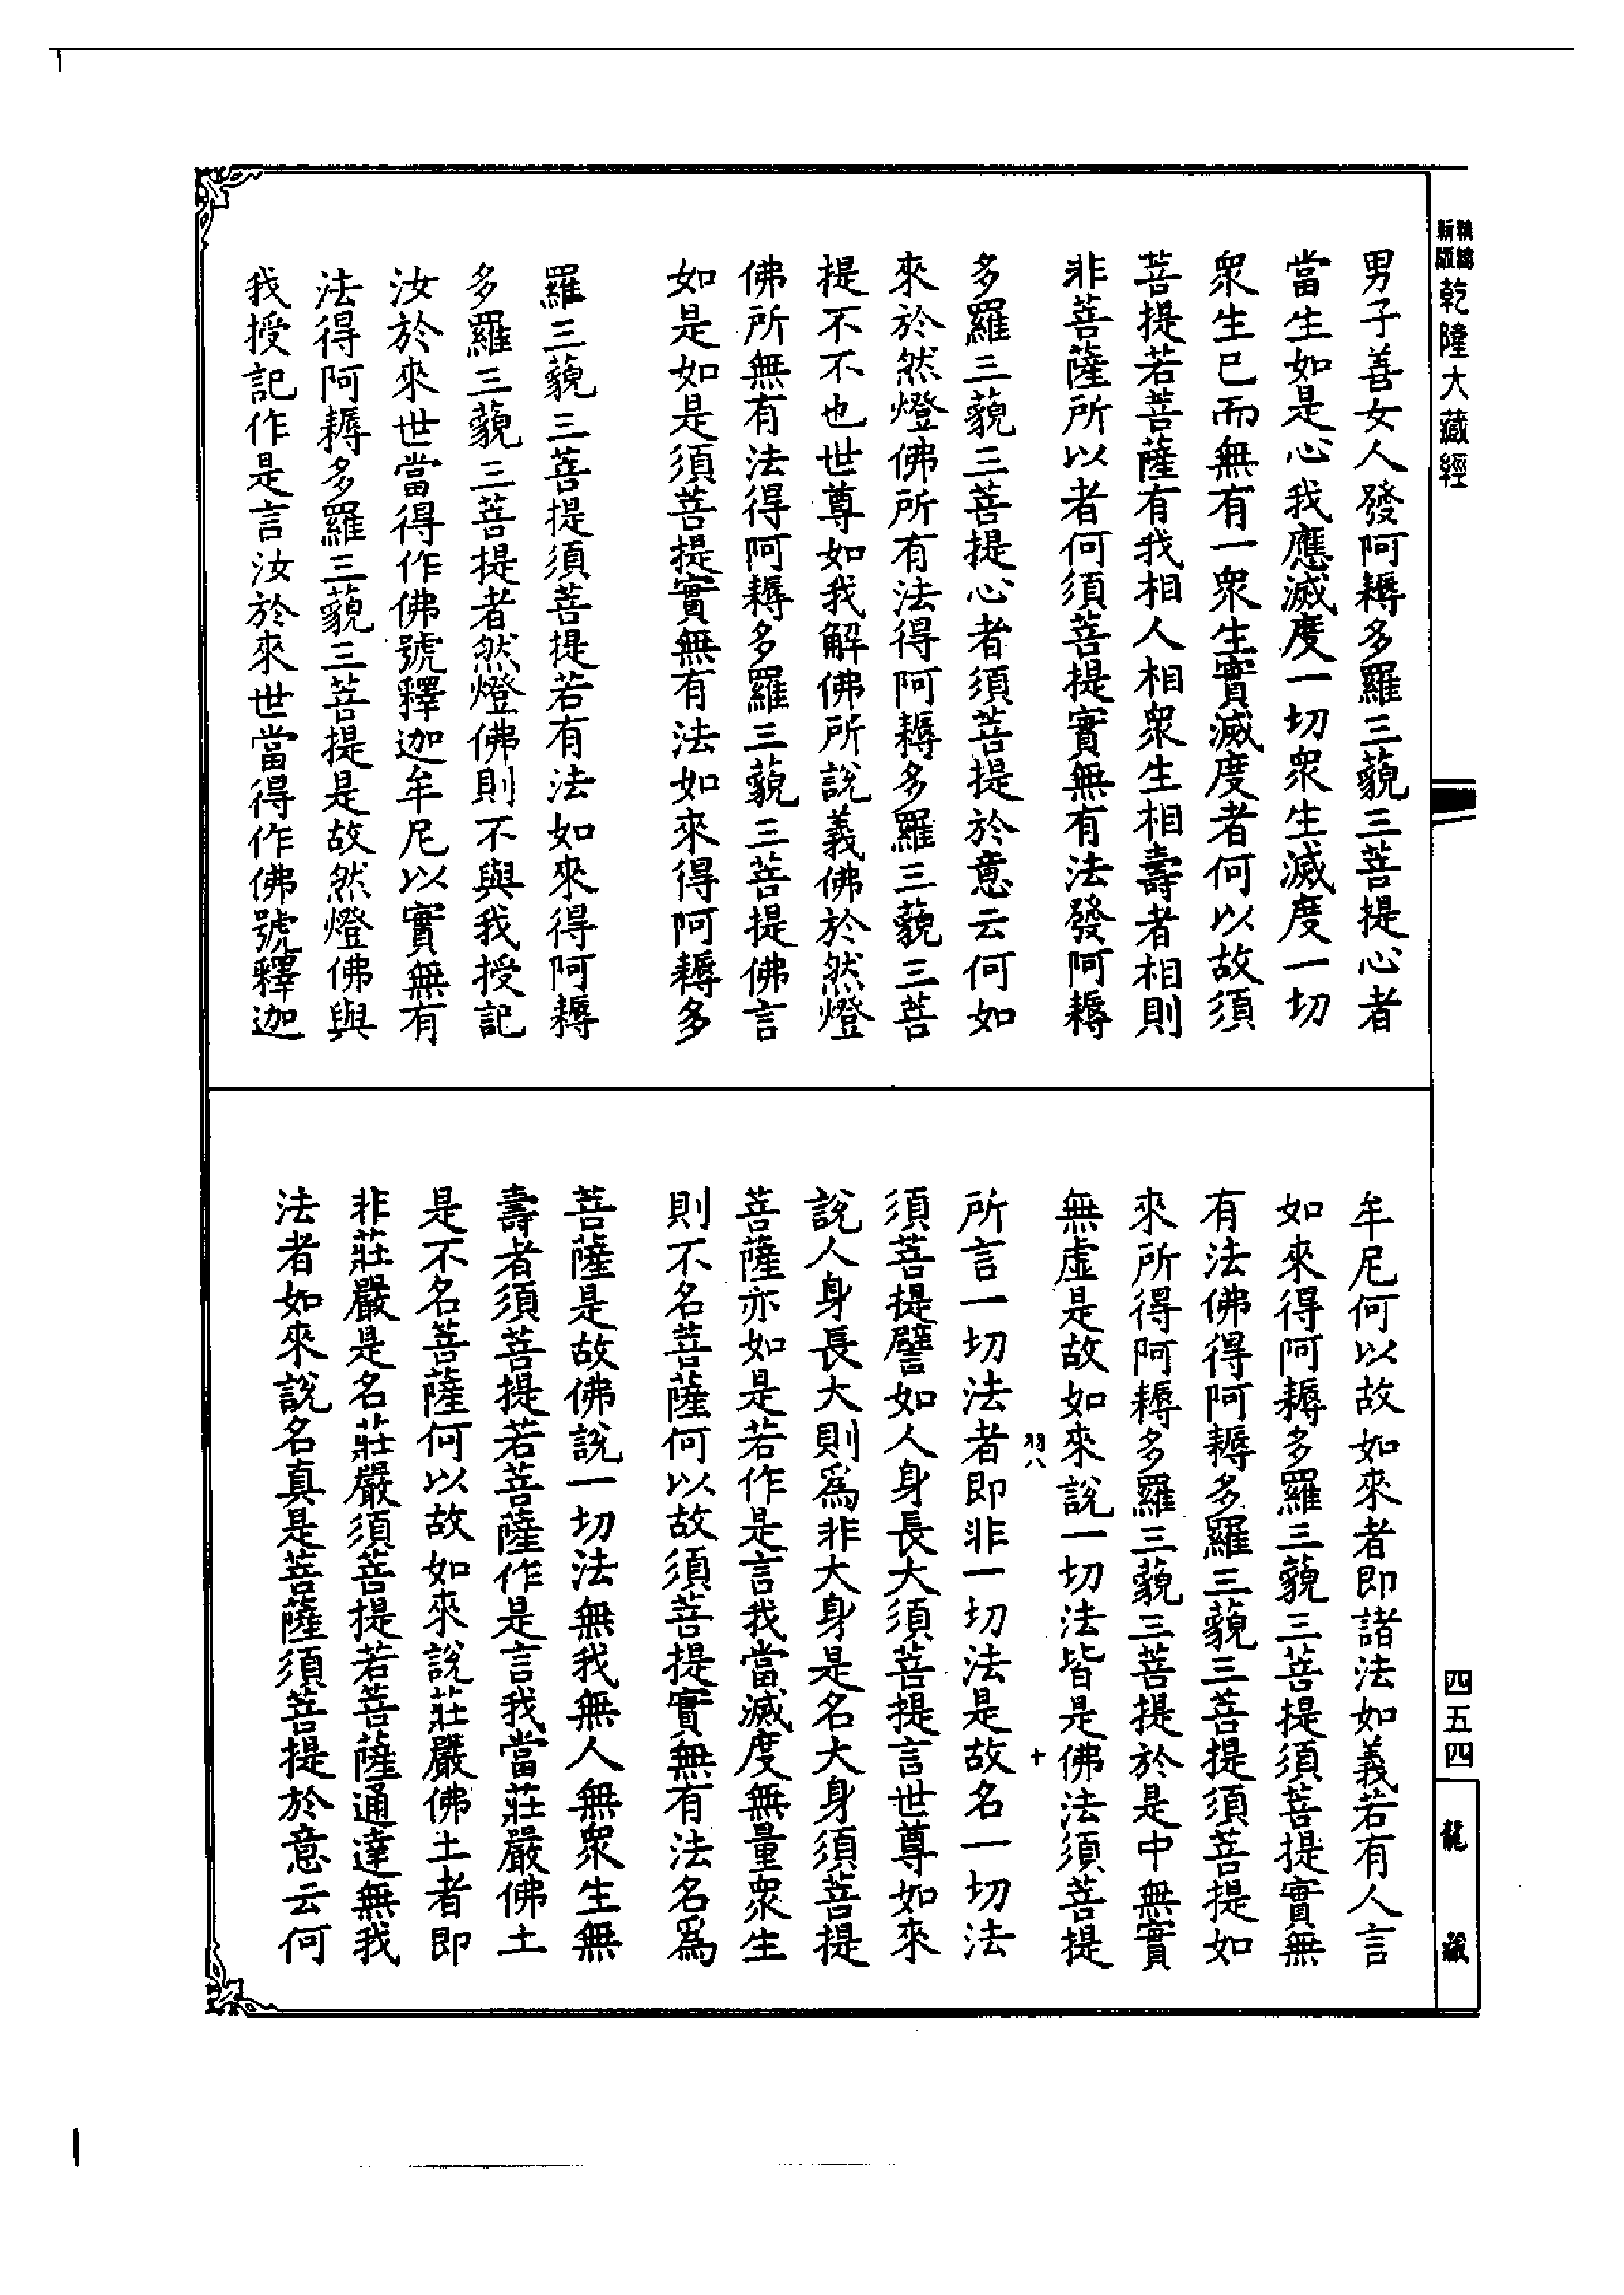 新編縮版
乾隆大藏經
四五四
龍藏
男子善女人發阿耨多羅三藐三菩提心者
當生如是心我應滅度一切衆生滅度一切
衆生已而無有一衆生實滅度者何以故須
菩提若菩薩有我相人相衆生相壽者相則
非菩薩所以者何須菩提實無有法發阿耨
多羅三藐三菩提心者須菩提於意云何如
來於然燈佛所有法得阿耨多羅三藐三菩
提不不也世尊如我解佛所說義佛於然燈
佛所無有法得阿耨多羅三藐三菩提佛言
如是如是須菩提實無有法如來得阿耨多
羅三藐三菩提須菩提若有法如來得阿耨
多羅三藐三菩提者然燈佛則不與我授記
汝於來世當得作佛號釋迦牟尼以實無有
法得阿耨多羅三藐三菩提是故然燈佛與
我授記作是言汝於來世當得作佛號釋迦
牟尼何以故如來者即諸法如義若有人言
如來得阿耨多羅三藐三菩提須菩提實無
有法佛得阿耨多羅三藐三菩提須菩提如
來所得阿耨多羅三藐三菩提於是中無實
無虛是故如來說一切法皆是佛法須菩提
羽八 十
所言一切法者即非一切法是故名一切法
須菩提譬如人身長大須菩提言世尊如來
說人身長大則爲非大身是名大身須菩提
菩薩亦如是若作是言我當滅度無量衆生
則不名菩薩何以故須菩提實無有法名爲
菩薩是故佛說一切法無我無人無衆生無
壽者須菩提若菩薩作是言我當莊嚴佛土
是不名菩薩何以故如來說莊嚴佛土者即
非莊嚴是名莊嚴須菩提若菩薩通達無我
法者如來說名真是菩薩須菩提於意云何